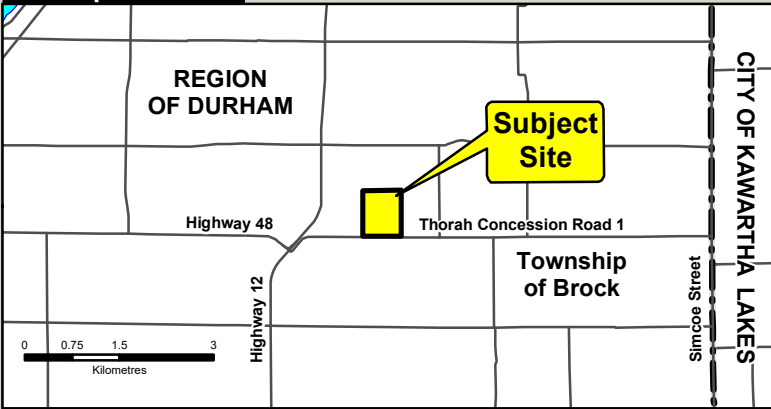 REGION
OF DURHAM
CITY OF KAWARTHA LAKES
Subject
Site
Highway 48
Thorah Concession Road 1
Township
of Brock
Highway 12
Simcoe Street
0 0.75 1.5 3
Kilometres